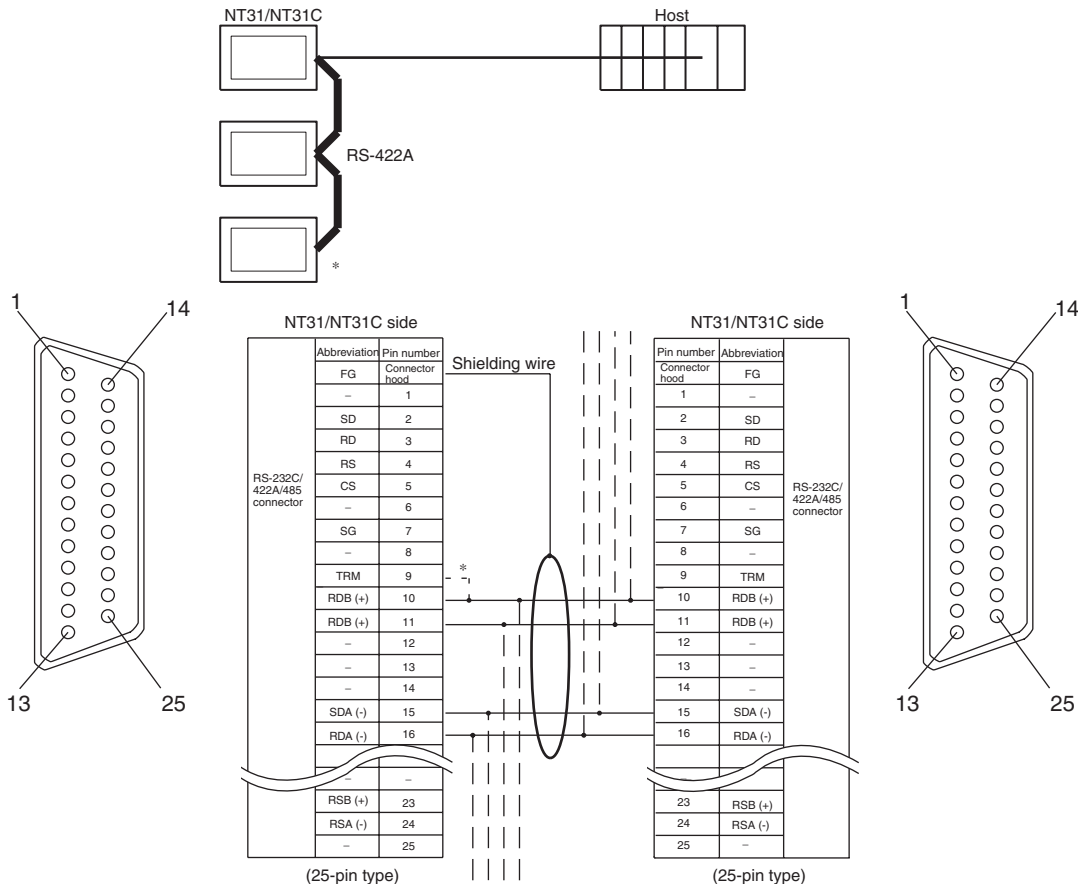 NT31/NT31C
Host
RS-422A
*
1
14
13
25
NT31/NT31C side
RS-232C/
422A/485
connector
Abbreviation Pin number
FG Connector hood
– 1
SD 2
RD 3
RS 4
CS 5
– 6
SG 7
– 8
TRM 9
RDB (+) 10
RDB (+) 11
– 12
– 13
– 14
SDA (-) 15
RDA (-) 16
– –
RSB (+) 23
RSA (-) 24
– 25
(25-pin type)
Shielding wire
*
NT31/NT31C side
Pin number Abbreviation
Connector hood FG
1 –
2 SD
3 RD
4 RS
5 CS
6 –
7 SG
8 –
9 TRM
10 RDB (+)
11 RDB (+)
12 –
13 –
14 –
15 SDA (-)
16 RDA (-)
–
23 RSB (+)
24 RSA (-)
25 –
RS-232C/
422A/485
connector
(25-pin type)
1
14
13
25